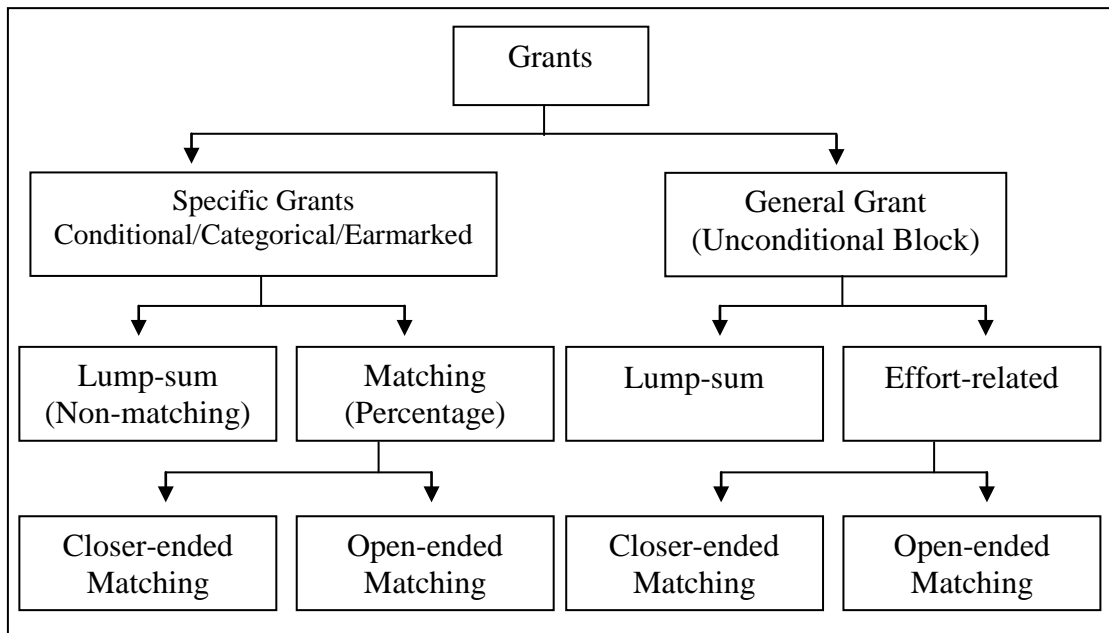 Grants
Specific Grants
Conditional/Categorical/Earmarked
General Grant
(Unconditional Block)
Lump-sum
(Non-matching)
Matching
(Percentage)
Lump-sum
Effort-related
Closer-ended
Matching
Open-ended
Matching
Closer-ended
Matching
Open-ended
Matching